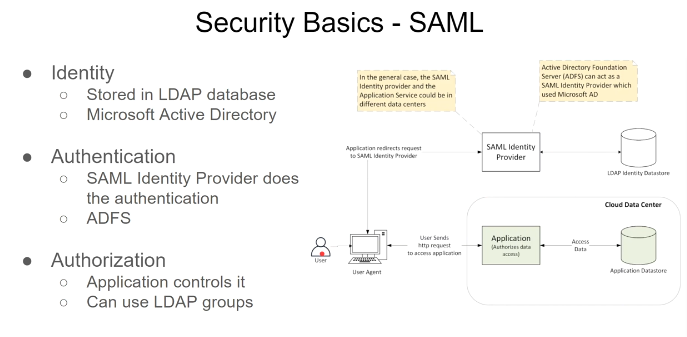 Security Basics - SAML
● Identity
○ Stored in LDAP database
○ Microsoft Active Directory
● Authentication
○ SAML Identity Provider does
the authentication
○ ADFS
● Authorization
○ Application controls it
○ Can use LDAP groups
In the general case, the SAML
Identity provider and the
Application Service could be in
different data centers
Active Directory Foundation
Server (ADFS) can act as a
SAML Identity Provider which
used Microsoft AD
Application redirects request
to SAML Identity Provider
SAML Identity
Provider
LDAP Identity Datastore
Cloud Data Center
User
User Agent
User Sends
http request
to access application
Application
(Authorizes data
access)
Access
Data
Application Datastore